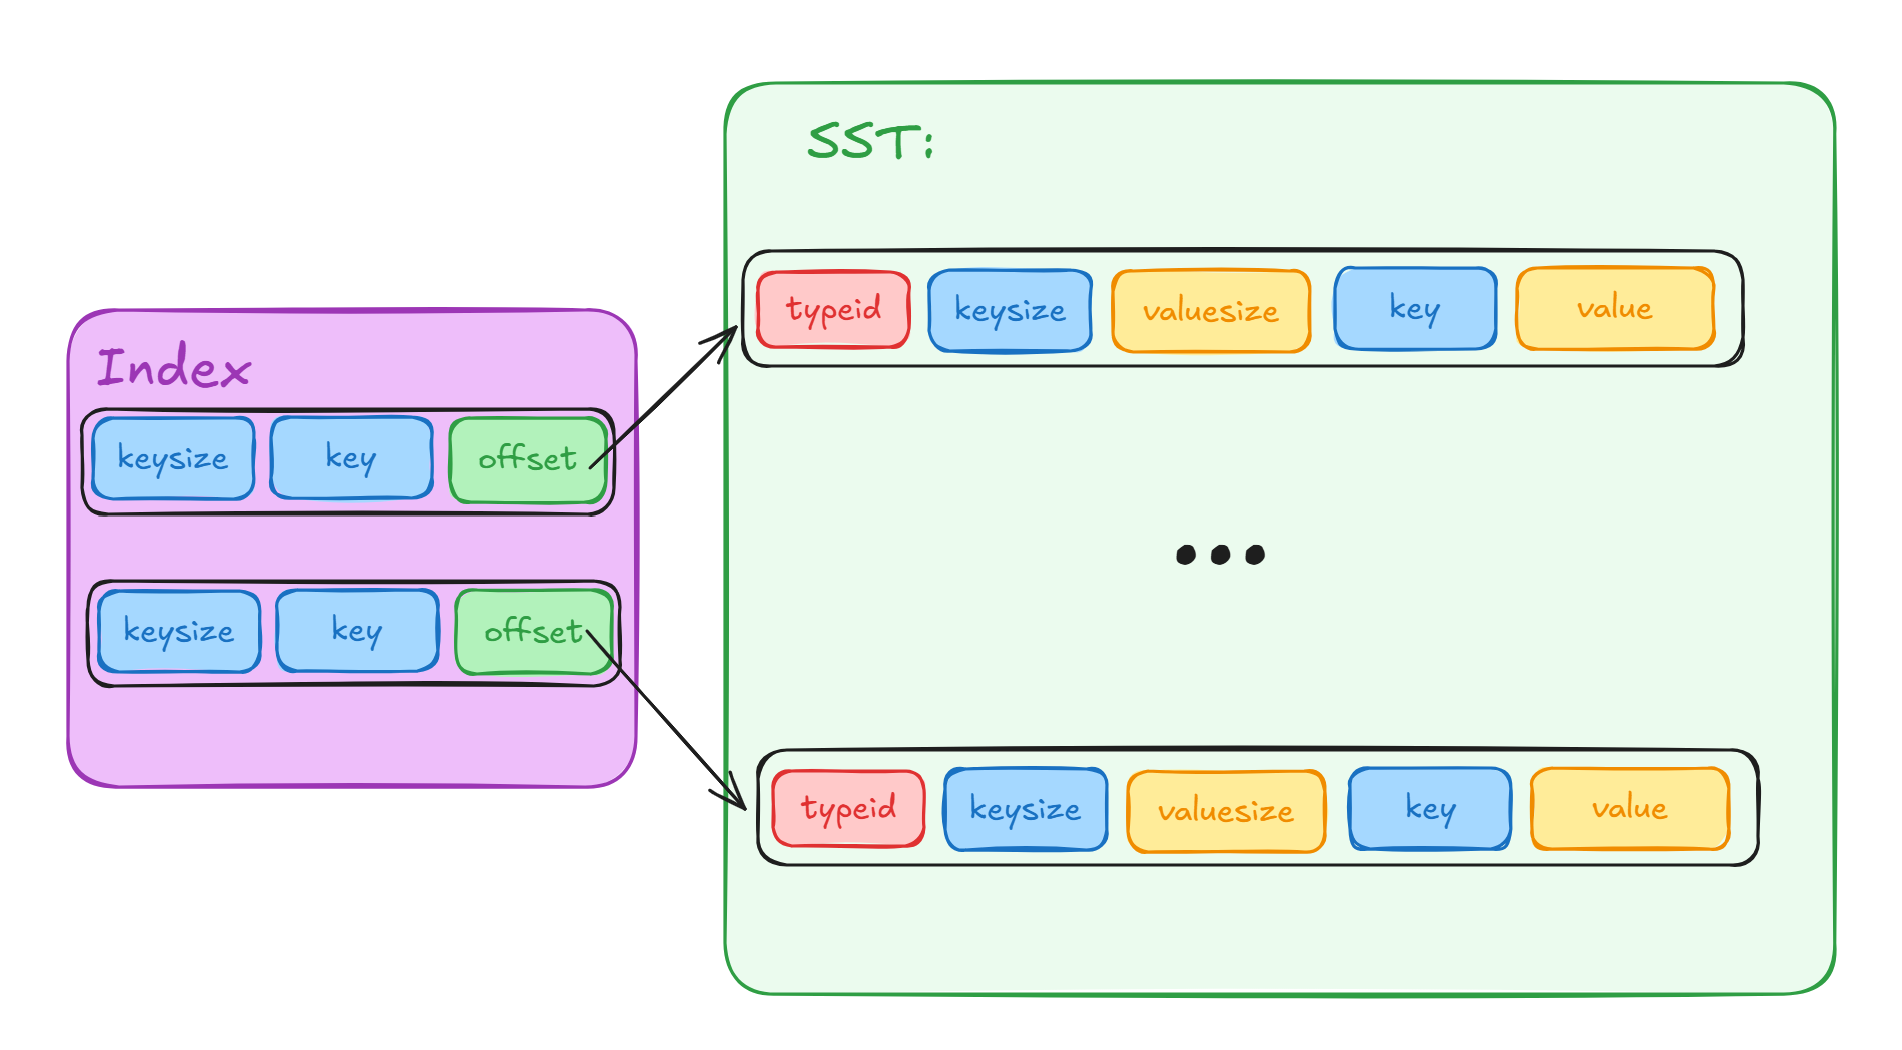 SST:
typeid keysize valuesize key value
Index
keysize key offset
...
keysize key offset
typeid keysize valuesize key value